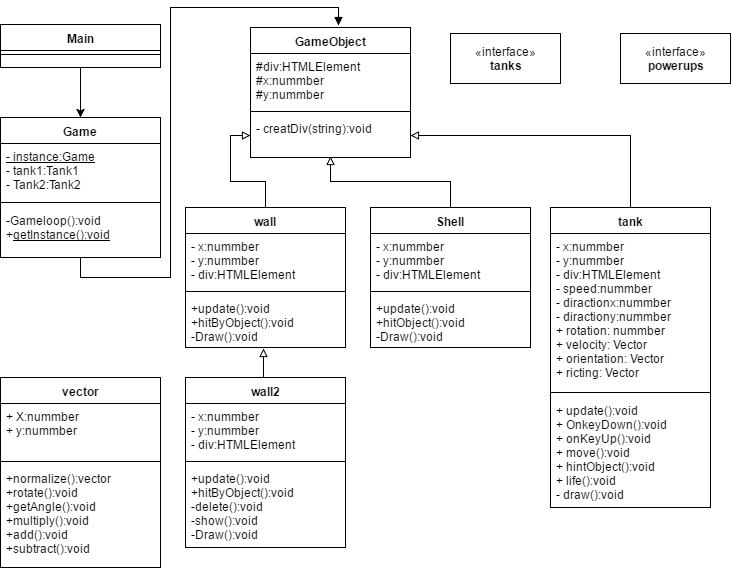 Main
Game
- instance:Game
- tank1:Tank1
- Tank2:Tank2
-Gameloop():void
+getInstance():void
GameObject
#div:HTMLElement
#x:nummber
#y:nummber
- creatDiv(string):void
«interface»
tanks
«interface»
powerups
wall
- x:nummber
- y:nummber
- div:HTMLElement
+update():void
+hitByObject():void
-Draw():void
Shell
- x:nummber
- y:nummber
- div:HTMLElement
+update():void
+hitObject():void
-Draw():void
tank
- x:nummber
- y:nummber
- div:HTMLElement
- speed:nummber
- diractionx:nummber
- diractiony:nummber
+ rotation: nummber
+ velocity: Vector
+ orientation: Vector
+ ricting: Vector
+ update():void
+ OnkeyDown():void
+ onKeyUp():void
+ move():void
+ hintObject():void
+ life():void
- draw():void
vector
+ X:nummber
+ y:nummber
+normalize():vector
+rotate():void
+getAngle():void
+multiply():void
+add():void
+subtract():void
wall2
- x:nummber
- y:nummber
- div:HTMLElement
+update():void
+hitByObject():void
-delete():void
-show():void
-Draw():void